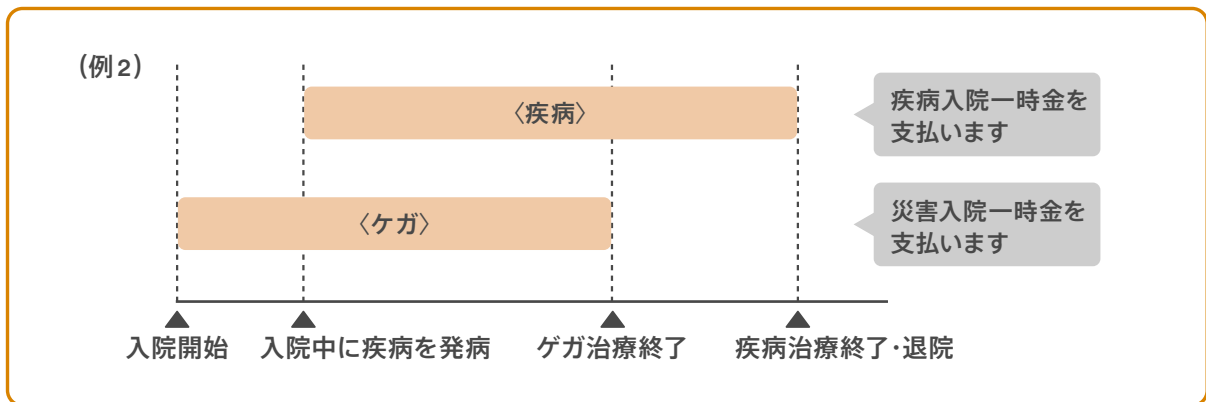 (例2)
〈疾病〉
疾病入院一時金を
支払います
〈ケガ〉
災害入院一時金を
支払います
入院開始
入院中に疾病を発病
ゲガ治療終了
疾病治療終了・退院